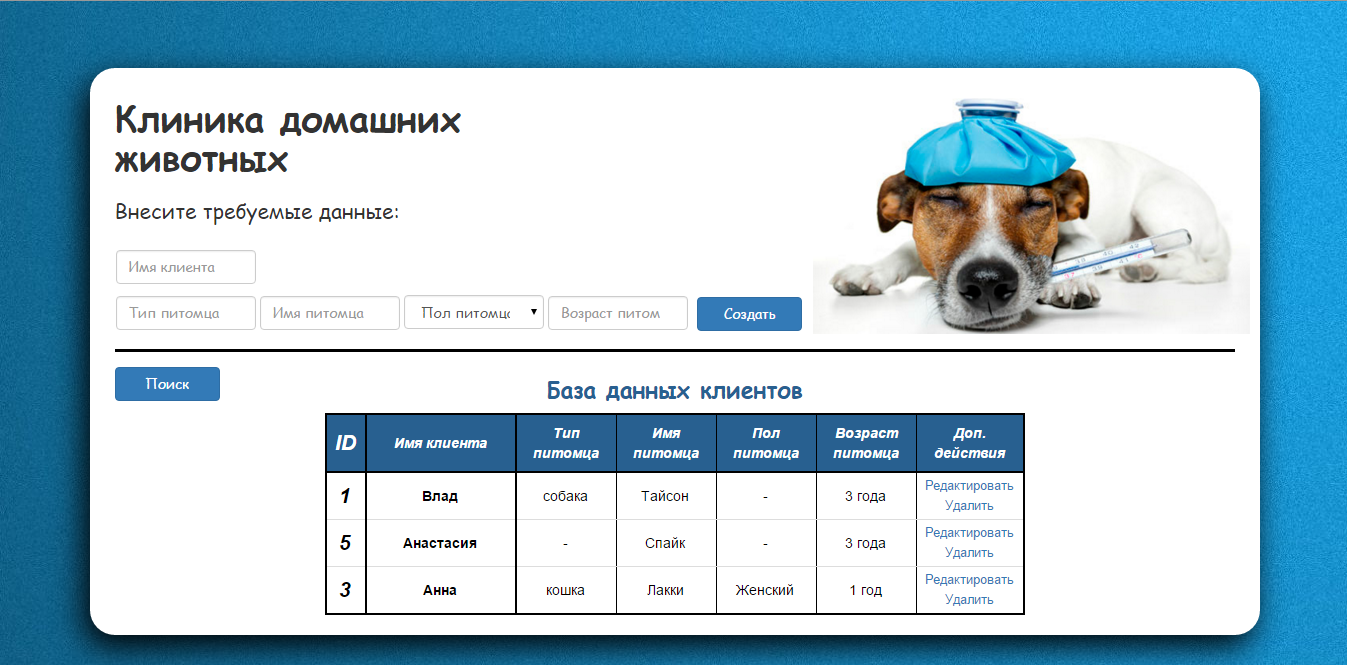 Клиника домашних
животных
Внесите требуемые данные:
Имя клиента
Тип питомца Имя питомца Пол питомц Возраст питом Создать
Поиск
База данных клиентов
ID Имя клиента Тип питомца Имя питомца Пол питомца Возраст питомца Доп. действия
1 Влад собака Тайсон - 3 года Редактировать
Удалить
5 Анастасия - Спайк - 3 года Редактировать
Удалить
3 Анна кошка Лакки Женский 1 год Редактировать
Удалить